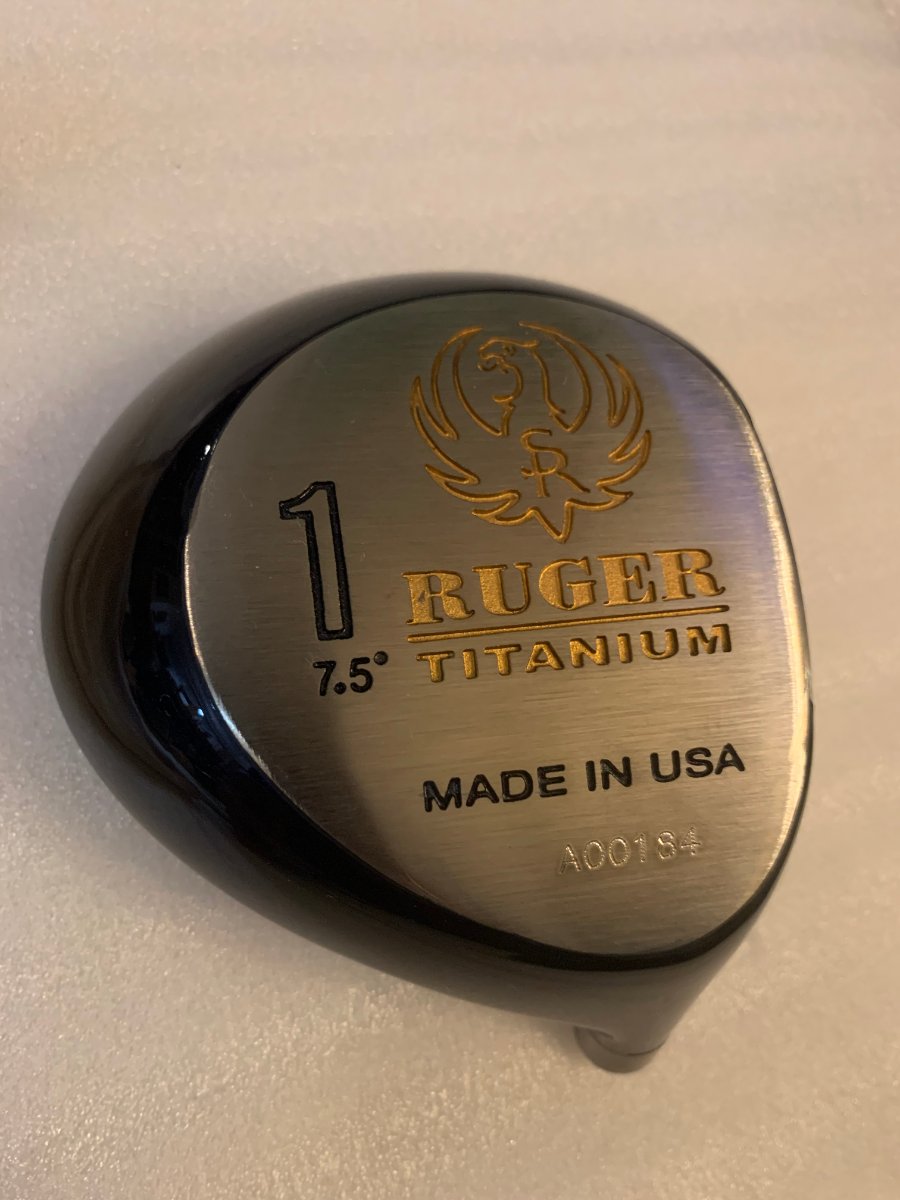 SR
1
7.5°
RUGER
TITANIUM
MADE IN USA
A00184